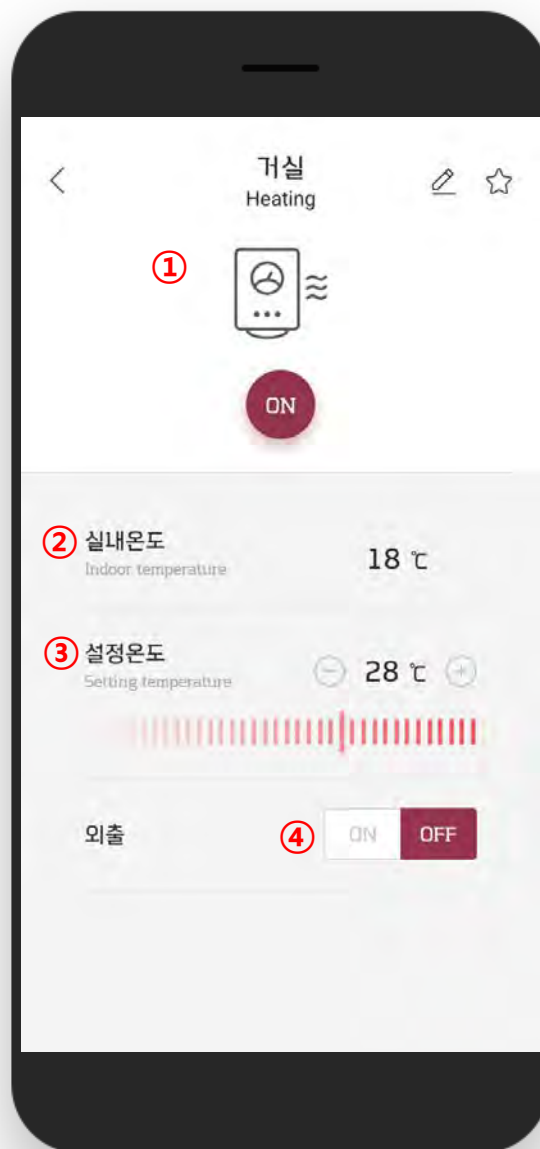 거실
Heating
①
ON
② 실내온도 18 ℃
Indoor temperature
③ 설정온도 28 ℃
Setting temperature
외출 ④ ON OFF